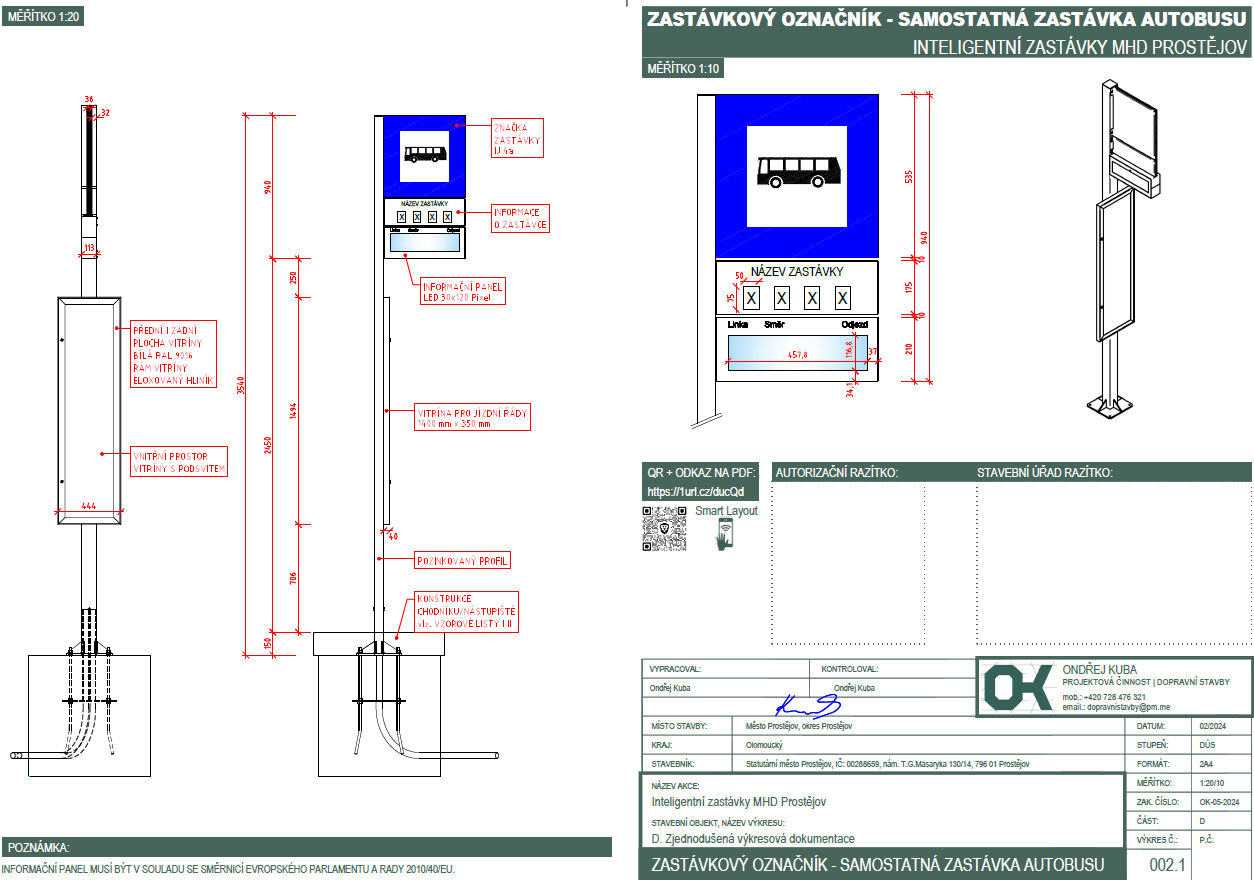 MĚŘÍTKO 1:20
36
32
113
PŘEDNÍ I ZADNÍ
PLOCHA VITRÍNY
BÍLÁ RAL 9016
RÁM VITRÍNY
ELOXOVANÝ HLINÍK
VNITŘNÍ PROSTOR
VITRÍNY S PODSVITEM
444
940
3540
2450
150
250
1494
706
40
NÁZEV ZASTÁVKY
X X X X
Linka Směr Odjezd
ZNAČKA
ZASTÁVKY
IJ 4a
INFORMACE
O ZASTÁVCE
INFORMAČNÍ PANEL
LED 30x120 Pixel
VITRÍNA PRO JÍZDNÍ ŘÁDY
1400 mm x 350 mm
POZINKOVANÝ PROFIL
KONSTRUKCE
CHODNÍKU/NÁSTUPIŠTĚ
viz. VZOROVÉ LISTY I.II
POZNÁMKA:
INFORMAČNÍ PANEL MUSÍ BÝT V SOULADU SE SMĚRNICÍ EVROPSKÉHO PARLAMENTU A RADY 2010/40/EU.
ZASTÁVKOVÝ OZNAČNÍK - SAMOSTATNÁ ZASTÁVKA AUTOBUSU
INTELIGENTNÍ ZASTÁVKY MHD PROSTĚJOV
MĚŘÍTKO 1:10
NÁZEV ZASTÁVKY
50
75
X X X X
Linka Směr Odjezd
457,8
116,8
37
34,1
535
10
175
10
210
940
QR + ODKAZ NA PDF:
https://1url.cz/ducQd
Smart Layout
AUTORIZAČNÍ RAZÍTKO:
STAVEBNÍ ÚŘAD RAZÍTKO:
VYPRACOVAL: KONTROLOVAL:
Ondřej Kuba Ondřej Kuba
OK
ONDŘEJ KUBA
PROJEKTOVÁ ČINNOST | DOPRAVNÍ STAVBY
mob.: +420 728 476 321
email.: dopravnistavby@pm.me
MÍSTO STAVBY: Město Prostějov, okres Prostějov
KRAJ: Olomoucký
STAVEBNÍK: Statutární město Prostějov, IČ: 00288659, nám. T.G.Masaryka 130/14, 796 01 Prostějov
DATUM: 02/2024
STUPEŇ: DÚS
FORMÁT: 2A4
MĚŘÍTKO: 1:20/10
ZAK. ČÍSLO: OK-05-2024
ČÁST: D
VÝKRES Č.: P.Č.
002.1
NÁZEV AKCE:
Inteligentní zastávky MHD Prostějov
STAVEBNÍ OBJEKT, NÁZEV VÝKRESU:
D. Zjednodušená výkresová dokumentace
ZASTÁVKOVÝ OZNAČNÍK - SAMOSTATNÁ ZASTÁVKA AUTOBUSU